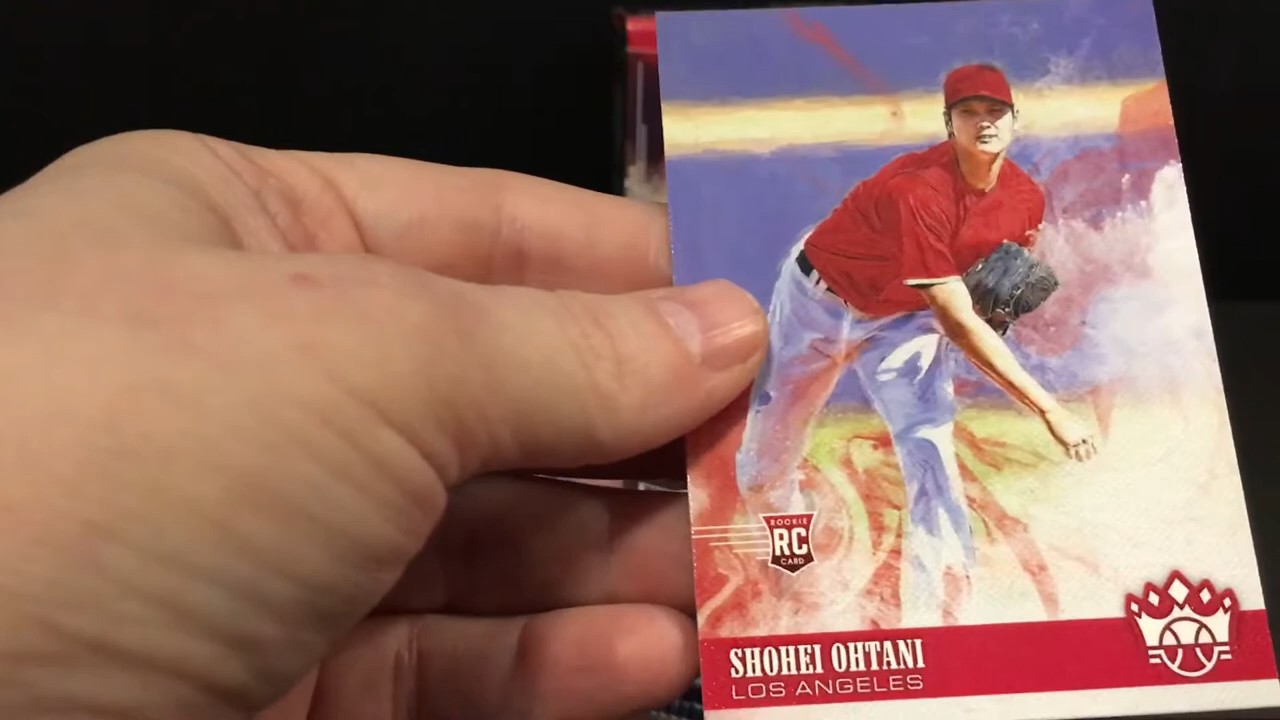 ROOKIE
RC
CARD
SHOHEI OHTANI
LOS ANGELES